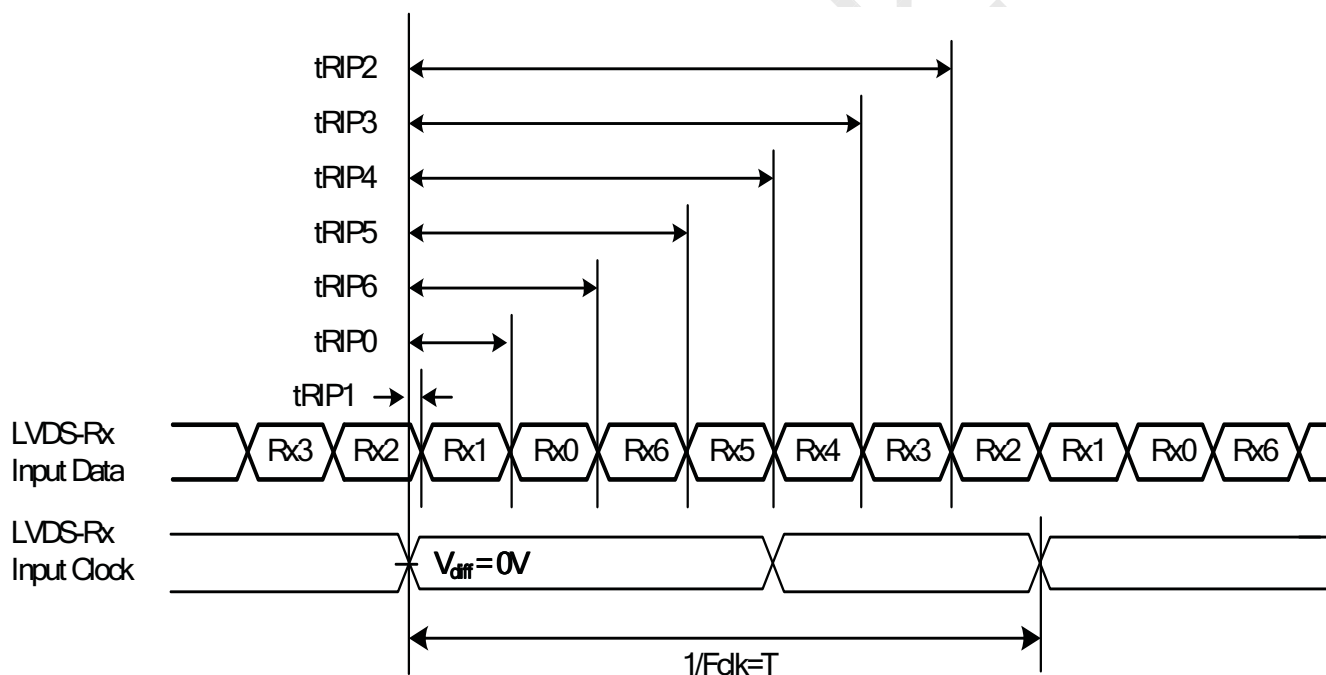 tRIP2
tRIP3
tRIP4
tRIP5
tRIP6
tRIP0
tRIP1
LVDS-Rx
Input Data
Rx3 Rx2 Rx1 Rx0 Rx6 Rx5 Rx4 Rx3 Rx2 Rx1 Rx0 Rx6
LVDS-Rx
Input Clock
Vdiff = 0V
1/Fclk=T